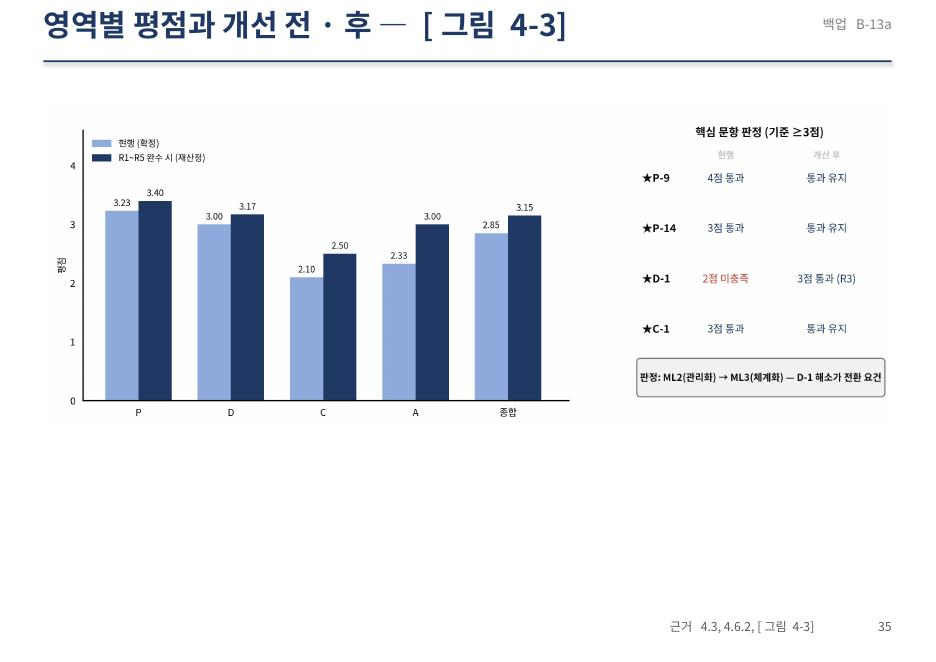 영역별 평점과 개선 전 · 후 — [ 그림 4-3]
백업 B-13a
현행 (확정)
R1~R5 완수 시 (재산정)
평점
4
3
2
1
0
3.23
3.40
3.00
3.17
2.10
2.50
2.33
3.00
2.85
3.15
P
D
C
A
종합
핵심 문항 판정 (기준 ≥3점)
현행 개선 후
★P-9 4점 통과 통과 유지
★P-14 3점 통과 통과 유지
★D-1 2점 미충족 3점 통과 (R3)
★C-1 3점 통과 통과 유지
판정: ML2(관리화) → ML3(체계화) — D-1 해소가 전환 요건
근거 4.3, 4.6.2, [ 그림 4-3]
35